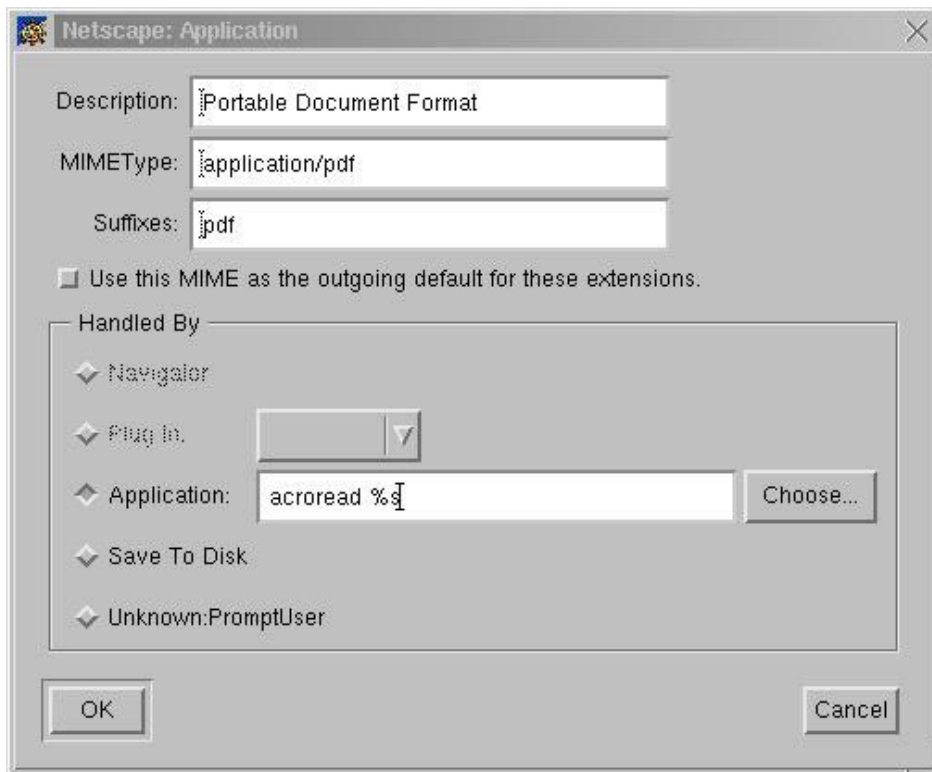 Netscape: Application
Description: Portable Document Format
MIMEType: application/pdf
Suffixes: pdf
Use this MIME as the outgoing default for these extensions.
Handled By
Navigator
Plug In:
Application: acroread %s Choose...
Save To Disk
Unknown:PromptUser
OK Cancel